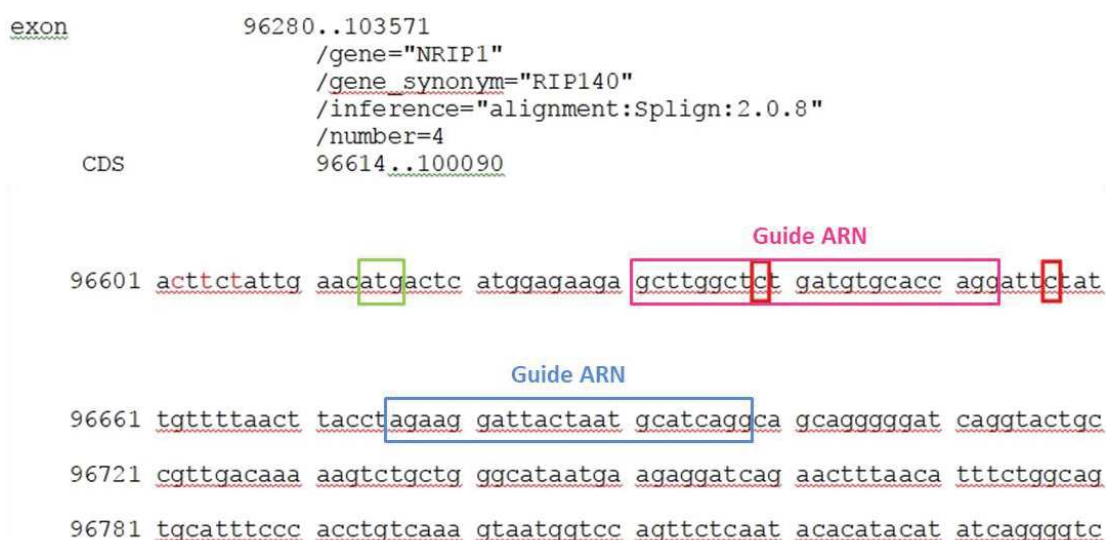 exon 96280..103571
/gene="NRIP1"
/gene_synonym="RIP140"
/inference="alignment:Splign:2.0.8"
/number=4
CDS 96614..100090
Guide ARN
96601 acttctattg aacatgactc atggagaaga gcttggctct gatgtgcacc aggattctat
Guide ARN
96661 tgttttaact tacctagaag gattactaat gcatcaggca gcagggggat caggtactgc
96721 cgttgacaaa aagtctgctg ggcataatga agaggatcag aactttaaca tttctggcag
96781 tgcatttccc acctgtcaaa gtaatggtcc agttctcaat acacatacat atcaggggtc